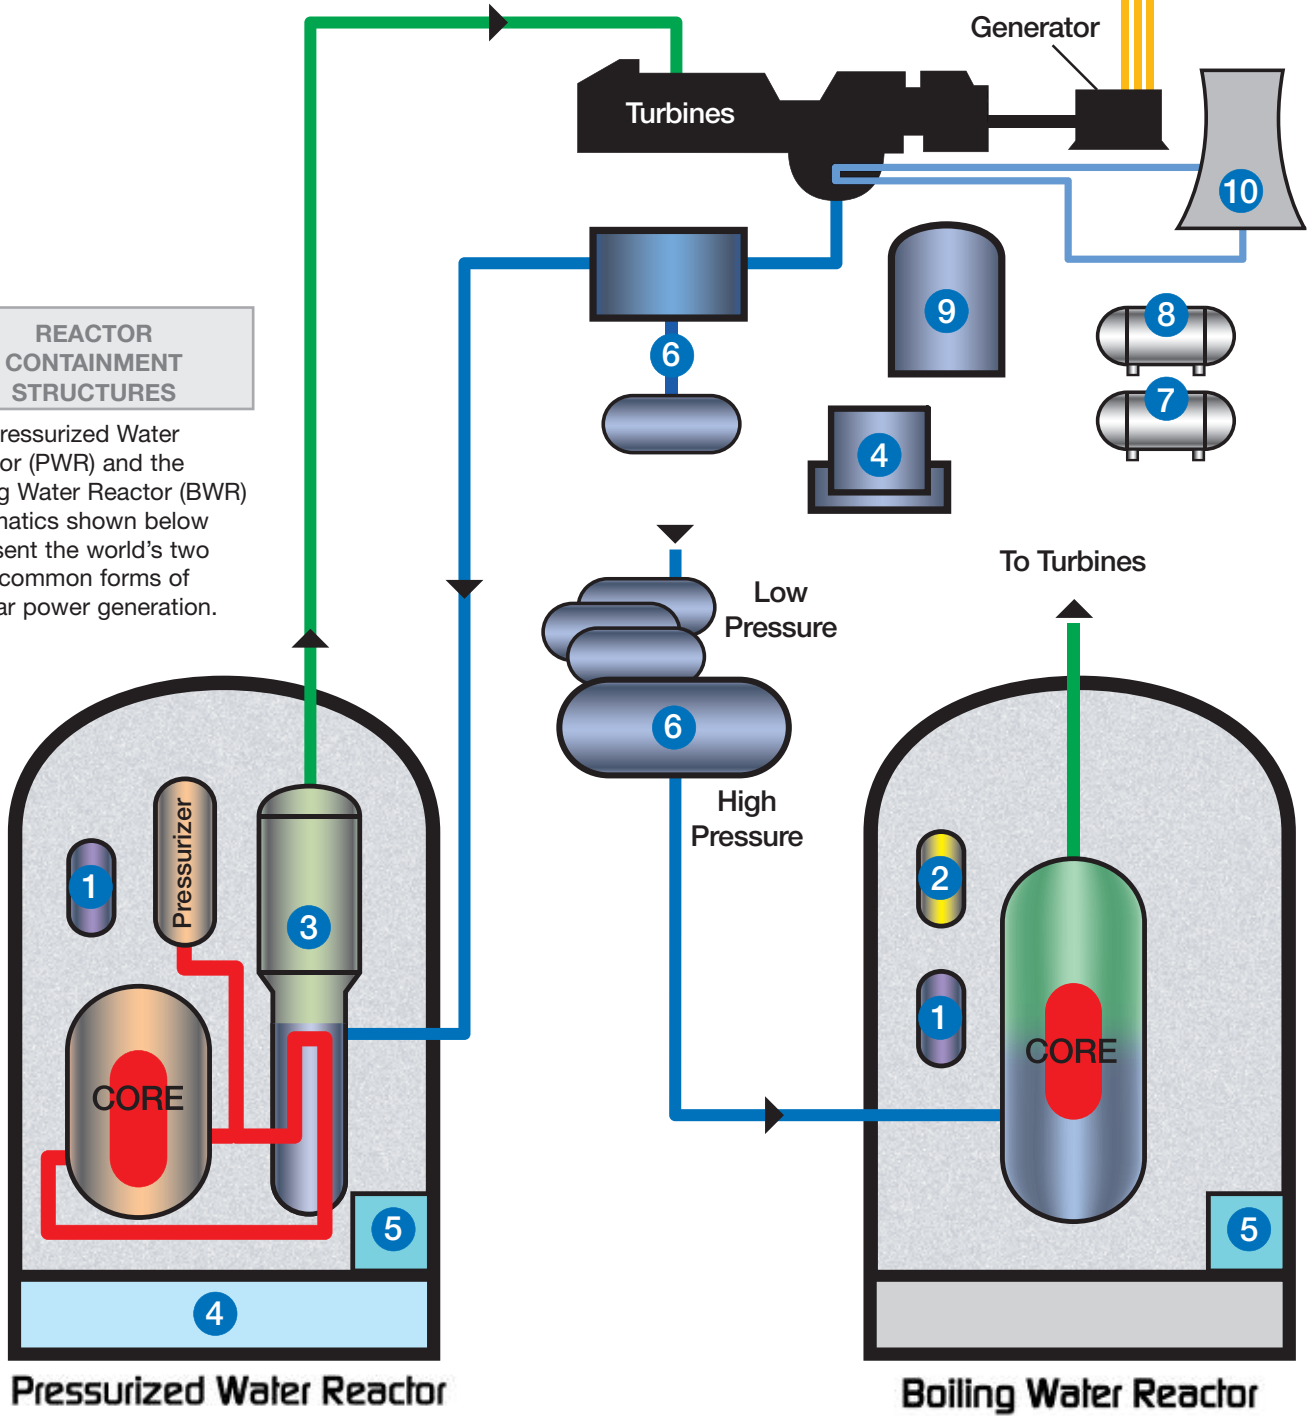 Generator
Turbines
10
9
8
7
6
4
REACTOR
CONTAINMENT
STRUCTURES
ressurized Water
or (PWR) and the
g Water Reactor (BWR)
matics shown below
sent the world's two
common forms of
ar power generation.
To Turbines
Low
Pressure
6
High
Pressure
Pressurizer
1
3
CORE
5
4
Pressurized Water Reactor
2
1
CORE
5
Boiling Water Reactor